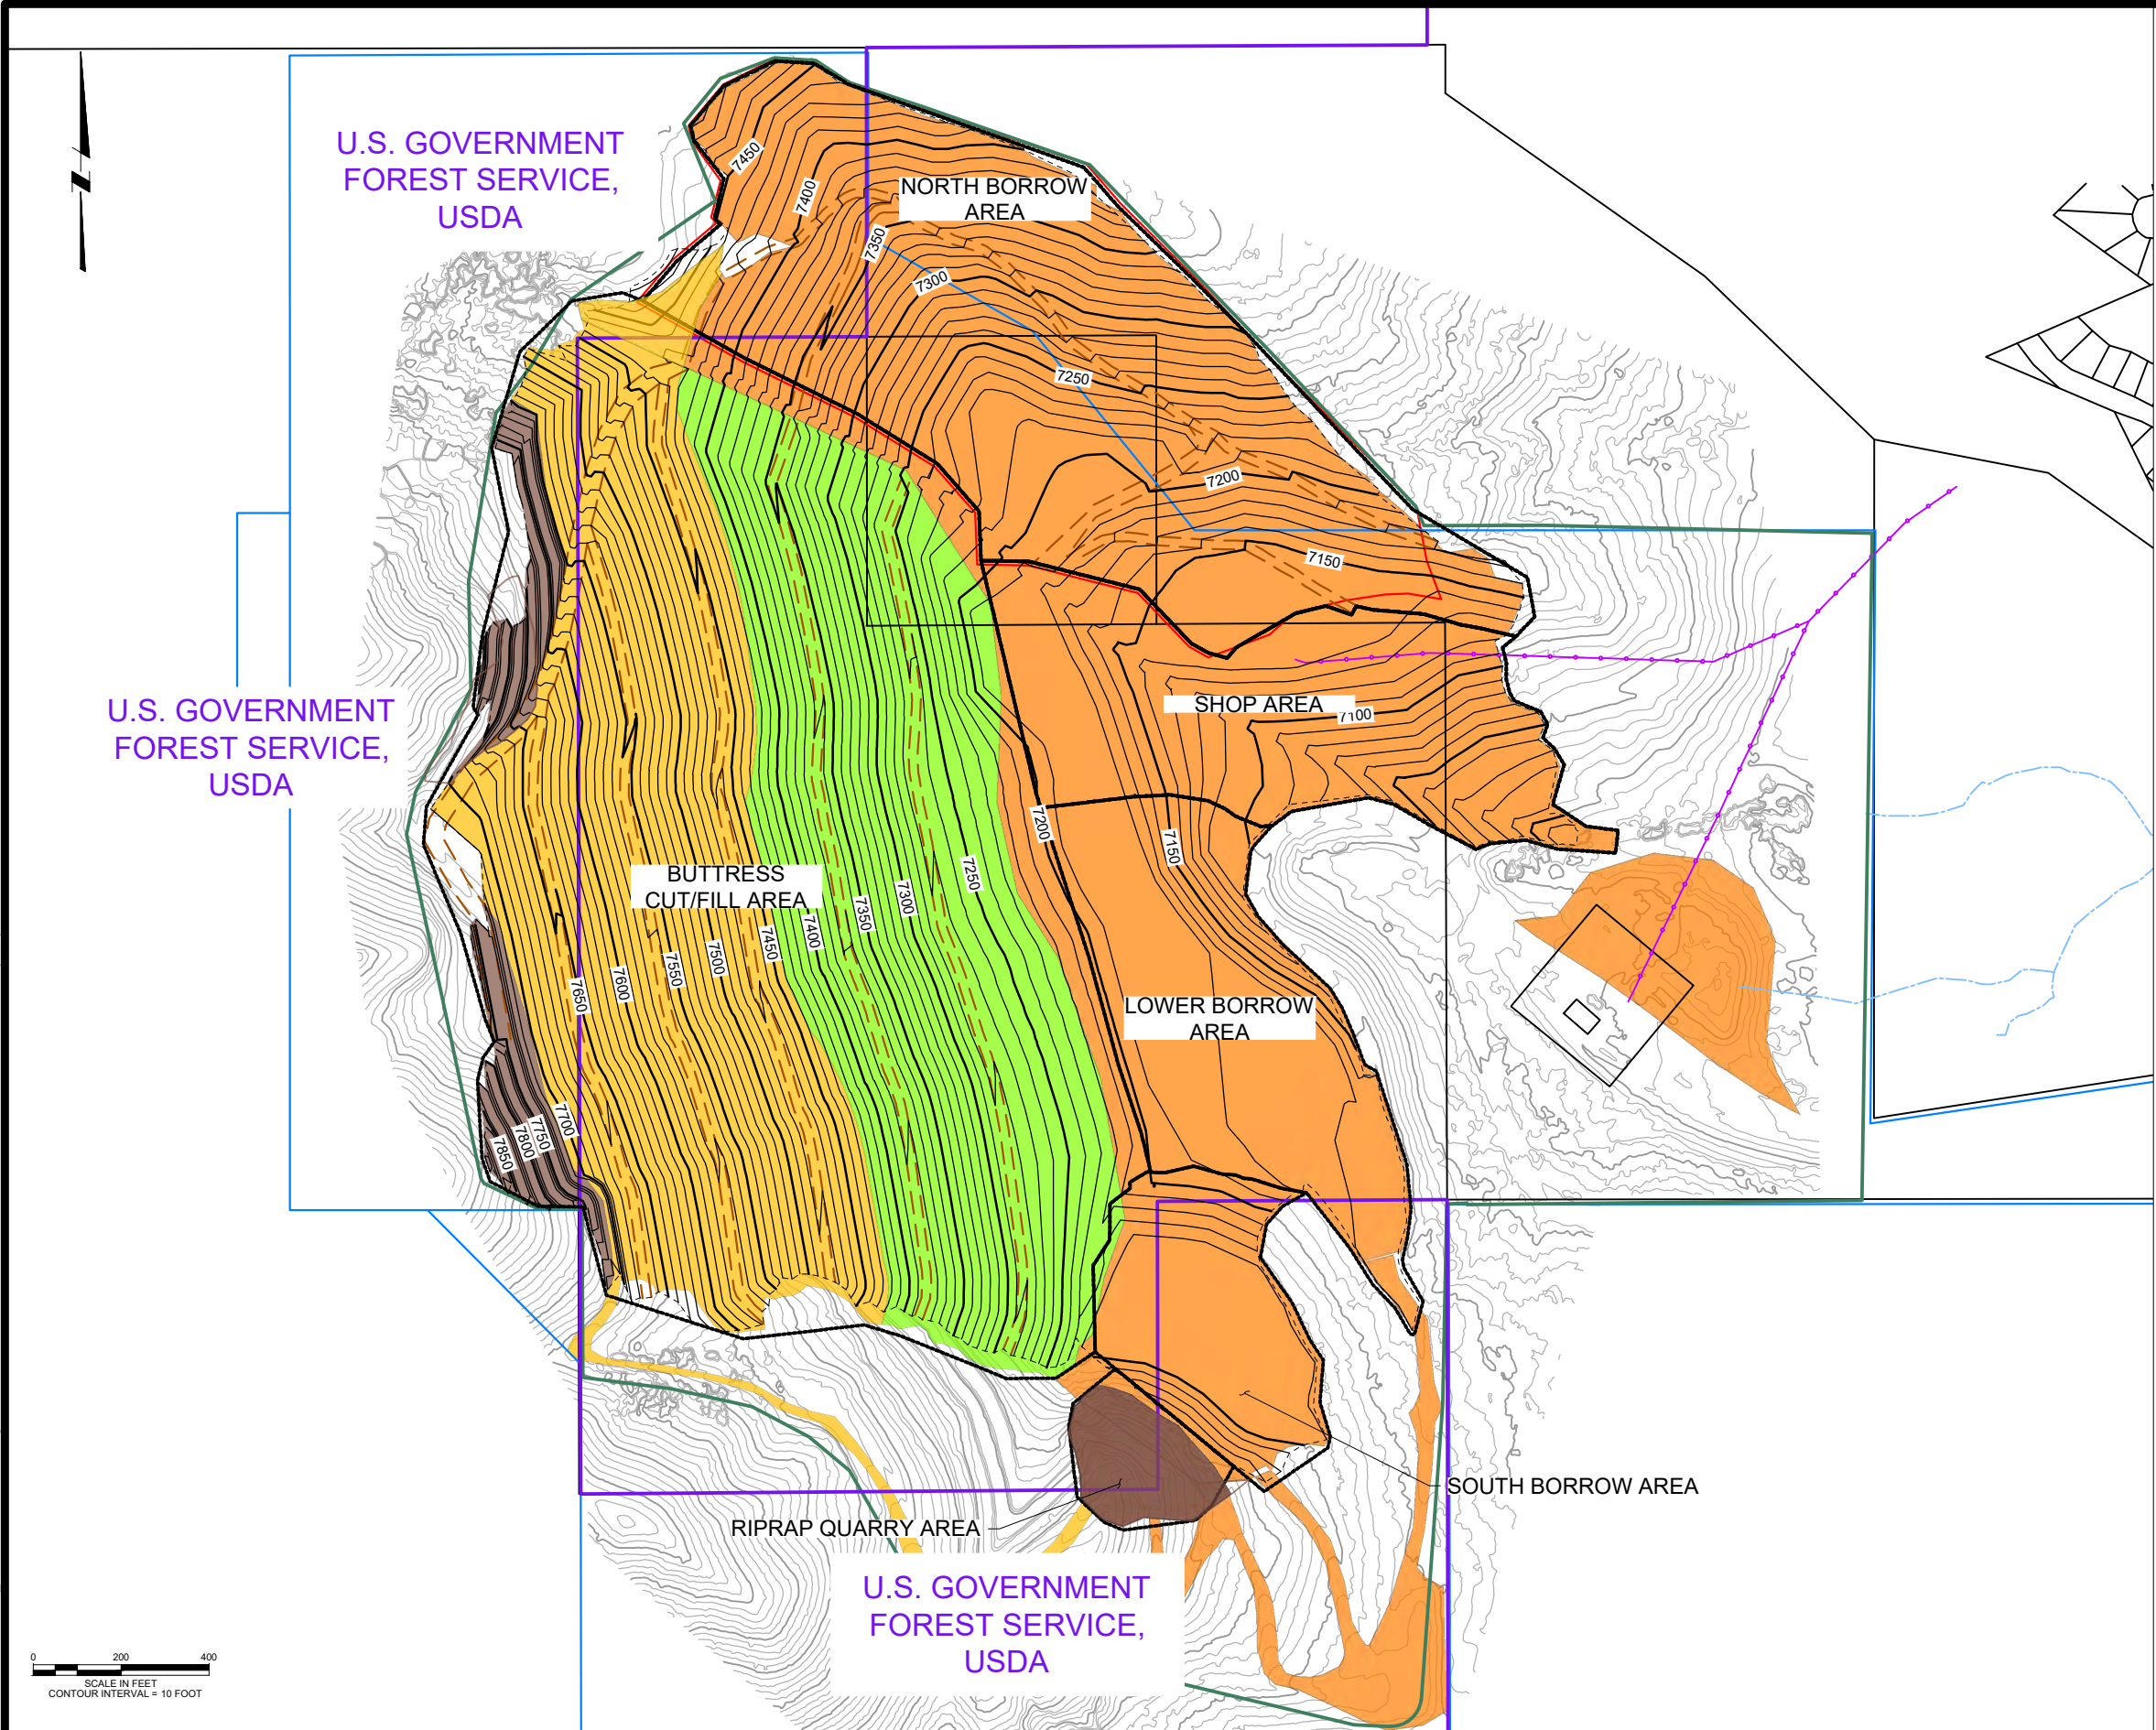 U.S. GOVERNMENT
FOREST SERVICE,
USDA
7450
7400
NORTH BORROW
AREA
7350
7300
7250
7200
7150
U.S. GOVERNMENT
FOREST SERVICE,
USDA
SHOP AREA
7100
7200
7150
BUTTRESS
CUT/FILL AREA
7250
7300
7350
7400
7450
7500
7550
7600
7650
LOWER BORROW
AREA
7700
7750
7800
7850
SOUTH BORROW AREA
RIPRAP QUARRY AREA
U.S. GOVERNMENT
FOREST SERVICE,
USDA
0 200 400
SCALE IN FEET
CONTOUR INTERVAL = 10 FOOT
N